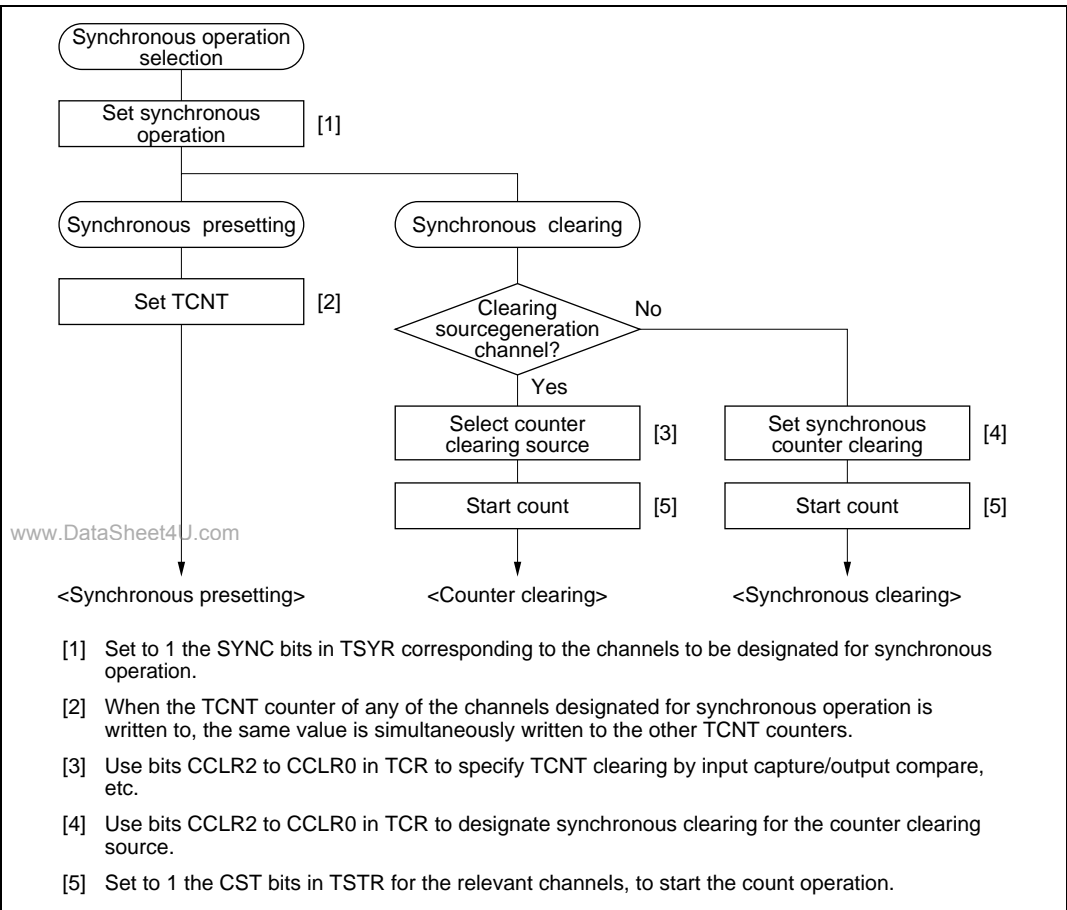 Synchronous operation
selection
Set synchronous
operation
[1]
Synchronous presetting
Synchronous clearing
Set TCNT
[2]
Clearing
sourcegeneration
channel?
No
Yes
Select counter
clearing source
[3]
Set synchronous
counter clearing
[4]
Start count
[5]
Start count
[5]
www.DataSheet4U.com
<Synchronous presetting>
<Counter clearing>
<Synchronous clearing>
[1] Set to 1 the SYNC bits in TSYR corresponding to the channels to be designated for synchronous
operation.
[2] When the TCNT counter of any of the channels designated for synchronous operation is
written to, the same value is simultaneously written to the other TCNT counters.
[3] Use bits CCLR2 to CCLR0 in TCR to specify TCNT clearing by input capture/output compare,
etc.
[4] Use bits CCLR2 to CCLR0 in TCR to designate synchronous clearing for the counter clearing
source.
[5] Set to 1 the CST bits in TSTR for the relevant channels, to start the count operation.